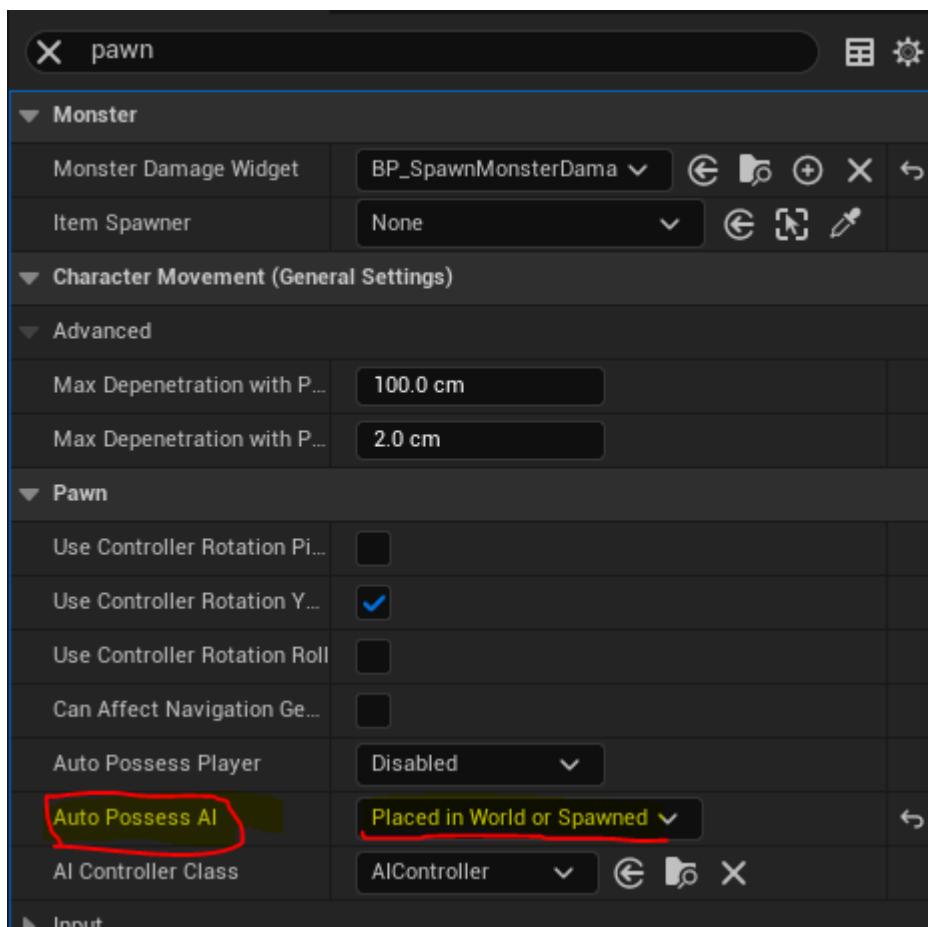 pawn
Monster
Monster Damage Widget BP_SpawnMonsterDama
Item Spawner None
Character Movement (General Settings)
Advanced
Max Depenetration with P... 100.0 cm
Max Depenetration with P... 2.0 cm
Pawn
Use Controller Rotation Pi...
Use Controller Rotation Y...
Use Controller Rotation Roll
Can Affect Navigation Ge...
Auto Possess Player Disabled
Auto Possess AI Placed in World or Spawned
AI Controller Class AIController
Input